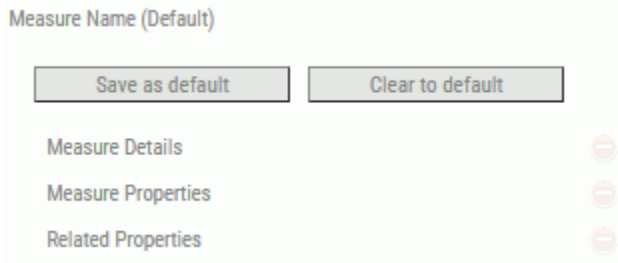 Measure Name (Default)
Save as default Clear to default
Measure Details
Measure Properties
Related Properties